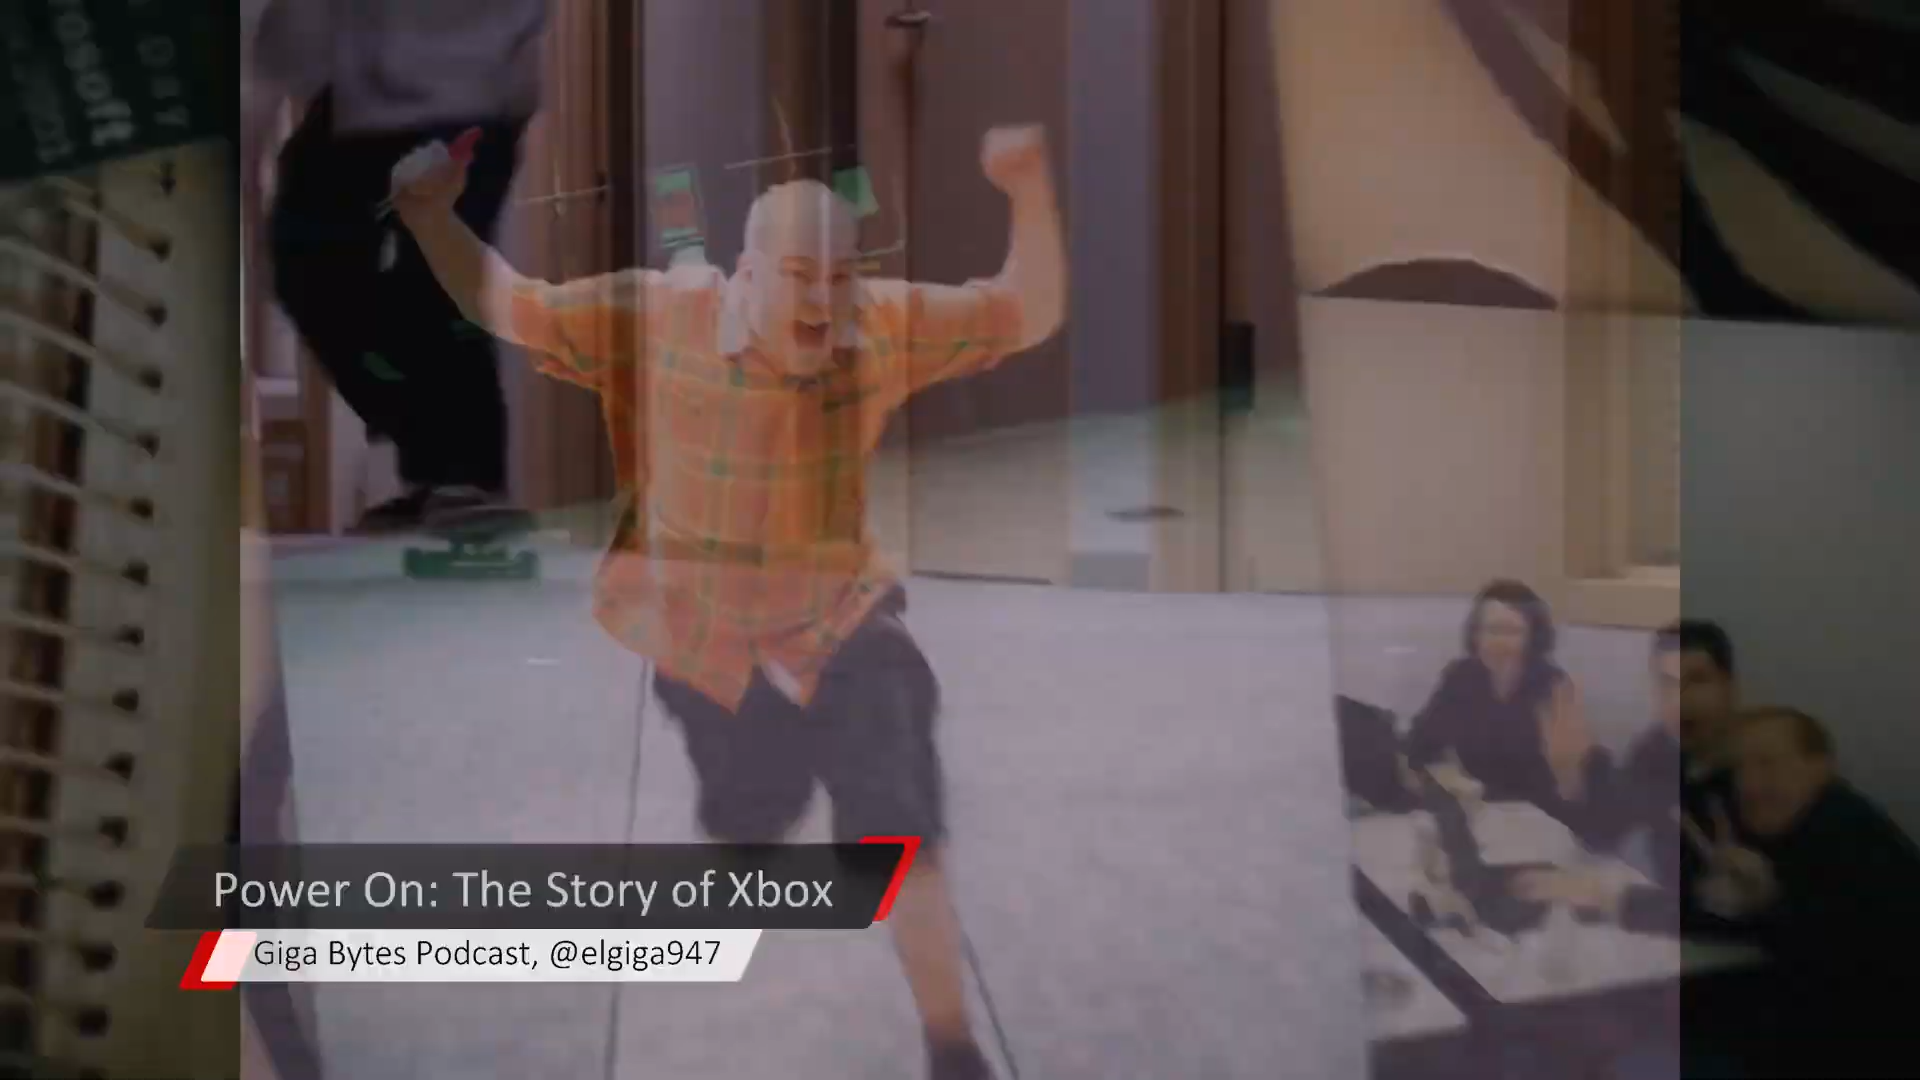 Power On: The Story of Xbox
Giga Bytes Podcast, @elgiga947